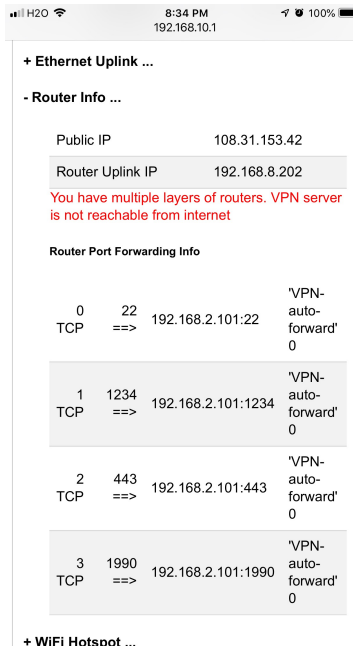 H2O 8:34 PM 100%
192.168.10.1
+ Ethernet Uplink ...
- Router Info ...
Public IP 108.31.153.42
Router Uplink IP 192.168.8.202
You have multiple layers of routers. VPN server
is not reachable from internet
Router Port Forwarding Info
0 TCP 22 ==> 192.168.2.101:22 'VPN-auto-forward' 0
1 TCP 1234 ==> 192.168.2.101:1234 'VPN-auto-forward' 0
2 TCP 443 ==> 192.168.2.101:443 'VPN-auto-forward' 0
3 TCP 1990 ==> 192.168.2.101:1990 'VPN-auto-forward' 0
+ WiFi Hotspot ...